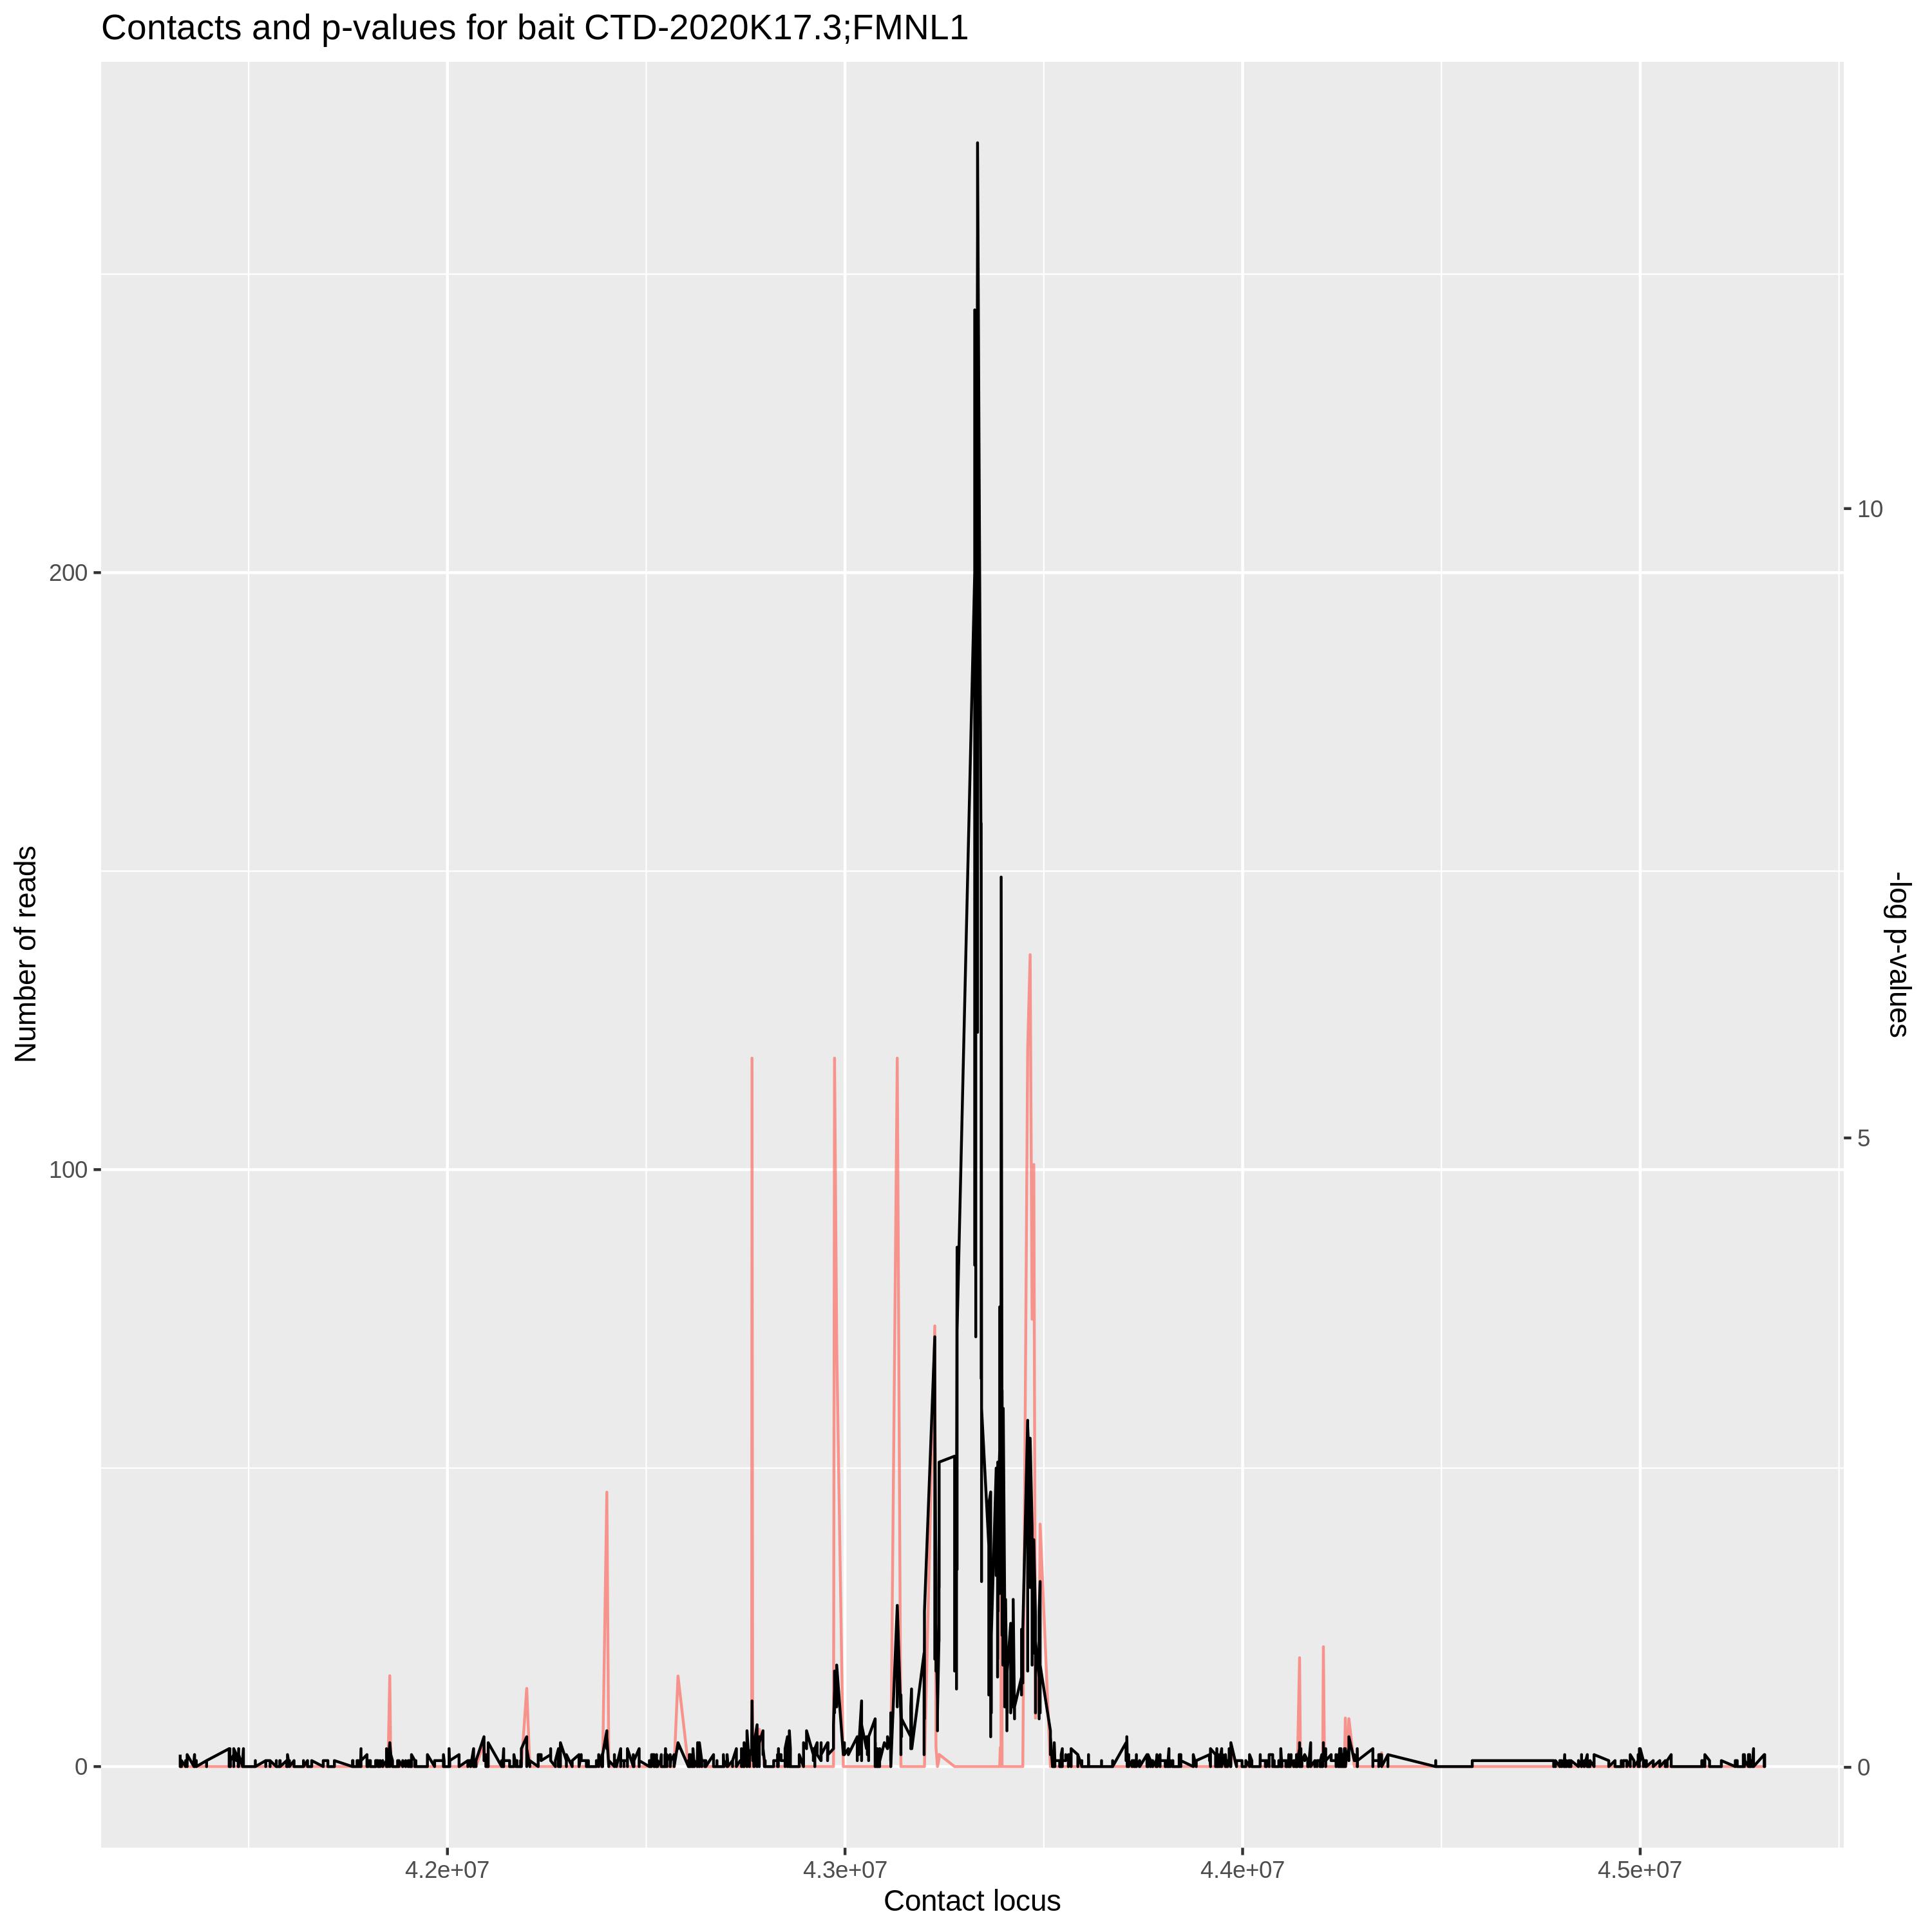 Contacts and p-values for bait CTD-2020K17.3;FMNL1
Number of reads
200
100
0
10
5
0
-log p-values
4.2e+07
4.3e+07
4.4e+07
4.5e+07
Contact locus